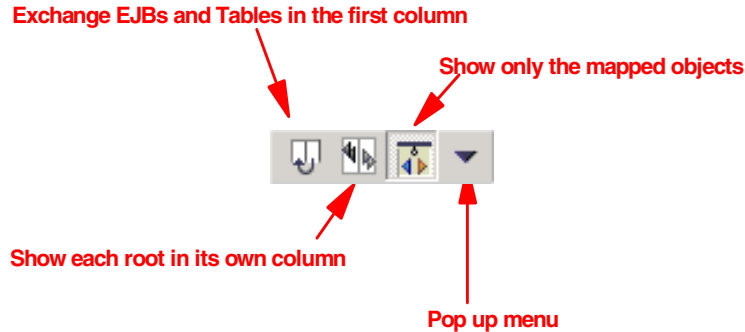 Exchange EJBs and Tables in the first column
Show only the mapped objects
Show each root in its own column
Pop up menu